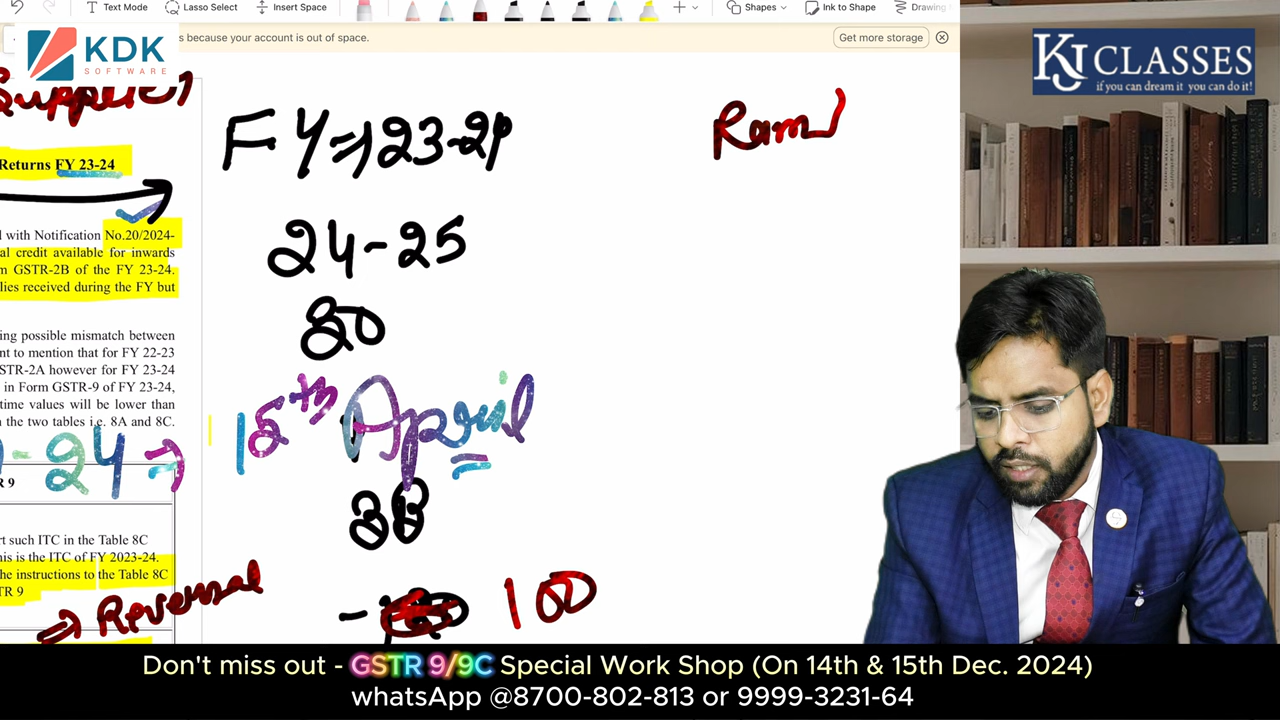 Text Mode Lasso Select Insert Space Shapes Ink to Shape Drawing
s because your account is out of space. Get more storage
KDK
SOFTWARE
KJ CLASSES
if you can dream it you can do it!
Supplier
Returns FY 23-24
d with Notification No.20/2024-
al credit available for inwards
m GSTR-2B of the FY 23-24.
lies received during the FY but
ing possible mismatch between
nt to mention that for FY 22-23
STR-2A however for FY 23-24
in Form GSTR-9 of FY 23-24,
time values will be lower than
n the two tables i.e. 8A and 8C.
- 24 ⇒
R 9
rt such ITC in the Table 8C
his is the ITC of FY 2023-24.
he instructions to the Table 8C
TR 9
⇒ Reversal
FY ⇒ 23-24
24-25
80
15th April
3B
- 100
Ram
Don't miss out - GSTR 9/9C Special Work Shop (On 14th & 15th Dec. 2024)
whatsApp @8700-802-813 or 9999-3231-64